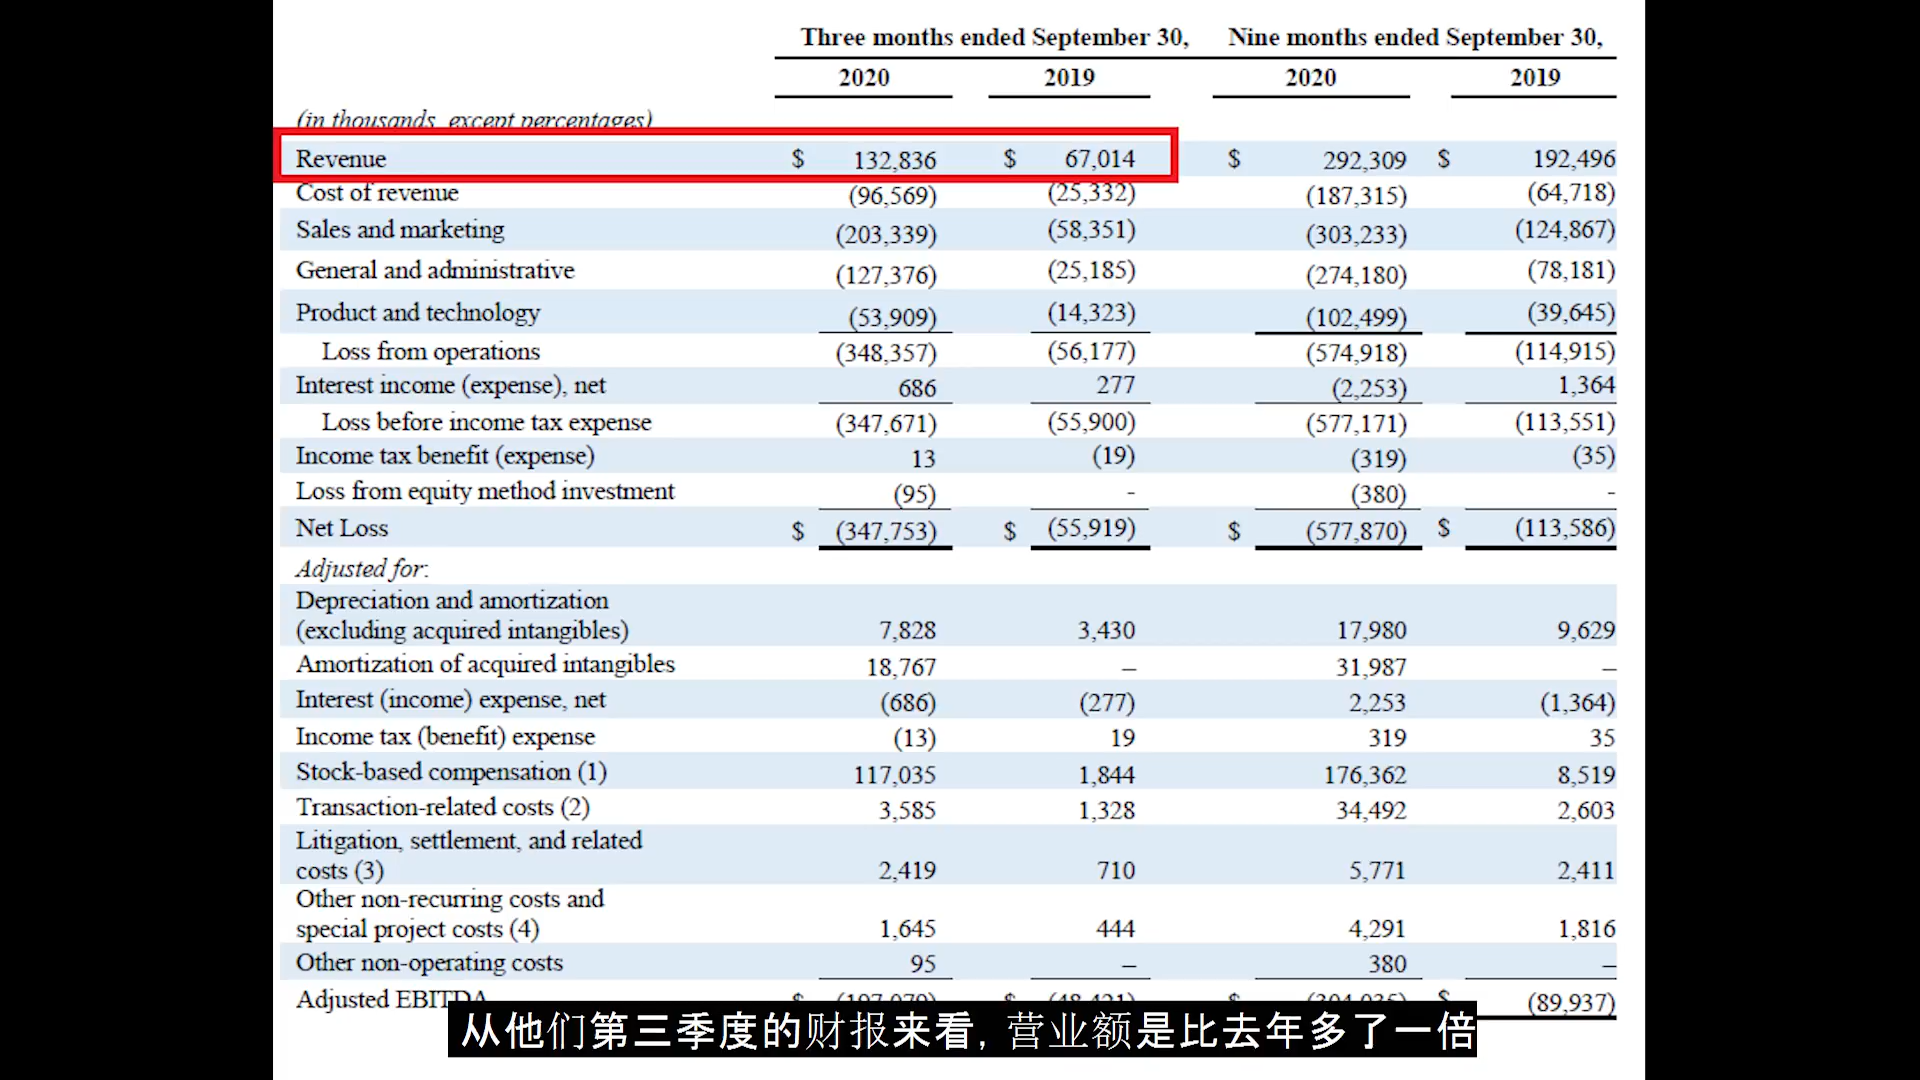 Three months ended September 30, Nine months ended September 30,
2020 2019 2020 2019
(in thousands, except percentages)
Revenue $ 132,836 $ 67,014 $ 292,309 $ 192,496
Cost of revenue (96,569) (25,332) (187,315) (64,718)
Sales and marketing (203,339) (58,351) (303,233) (124,867)
General and administrative (127,376) (25,185) (274,180) (78,181)
Product and technology (53,909) (14,323) (102,499) (39,645)
Loss from operations (348,357) (56,177) (574,918) (114,915)
Interest income (expense), net 686 277 (2,253) 1,364
Loss before income tax expense (347,671) (55,900) (577,171) (113,551)
Income tax benefit (expense) 13 (19) (319) (35)
Loss from equity method investment (95) - (380) -
Net Loss $ (347,753) $ (55,919) $ (577,870) $ (113,586)
Adjusted for:
Depreciation and amortization
(excluding acquired intangibles) 7,828 3,430 17,980 9,629
Amortization of acquired intangibles 18,767 – 31,987 –
Interest (income) expense, net (686) (277) 2,253 (1,364)
Income tax (benefit) expense (13) 19 319 35
Stock-based compensation (1) 117,035 1,844 176,362 8,519
Transaction-related costs (2) 3,585 1,328 34,492 2,603
Litigation, settlement, and related
costs (3) 2,419 710 5,771 2,411
Other non-recurring costs and
special project costs (4) 1,645 444 4,291 1,816
Other non-operating costs 95 – 380 –
Adjusted EBITDA $ $ $ $ (89,937)
从他们第三季度的财报来看, 营业额是比去年多了一倍